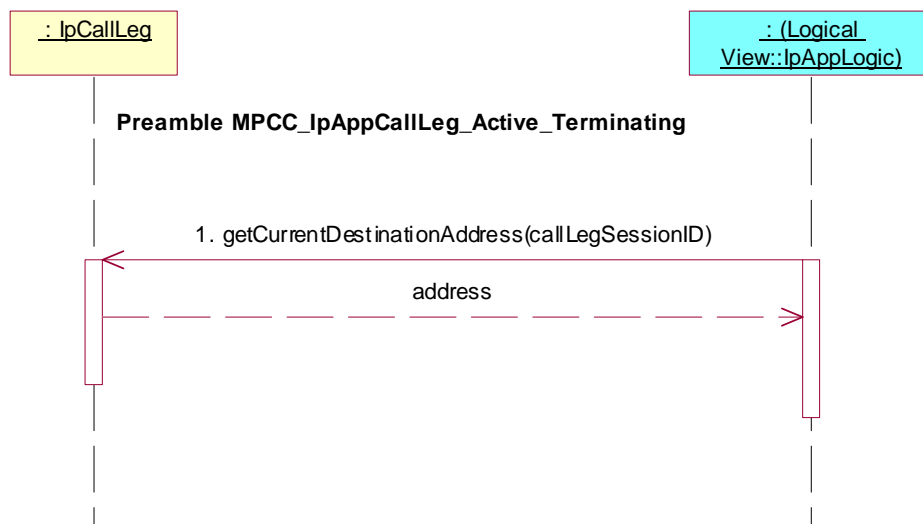 : IpCallLeg
: (Logical
View::IpAppLogic)
Preamble MPCC_IpAppCallLeg_Active_Terminating
1. getCurrentDestinationAddress(callLegSessionID)
address